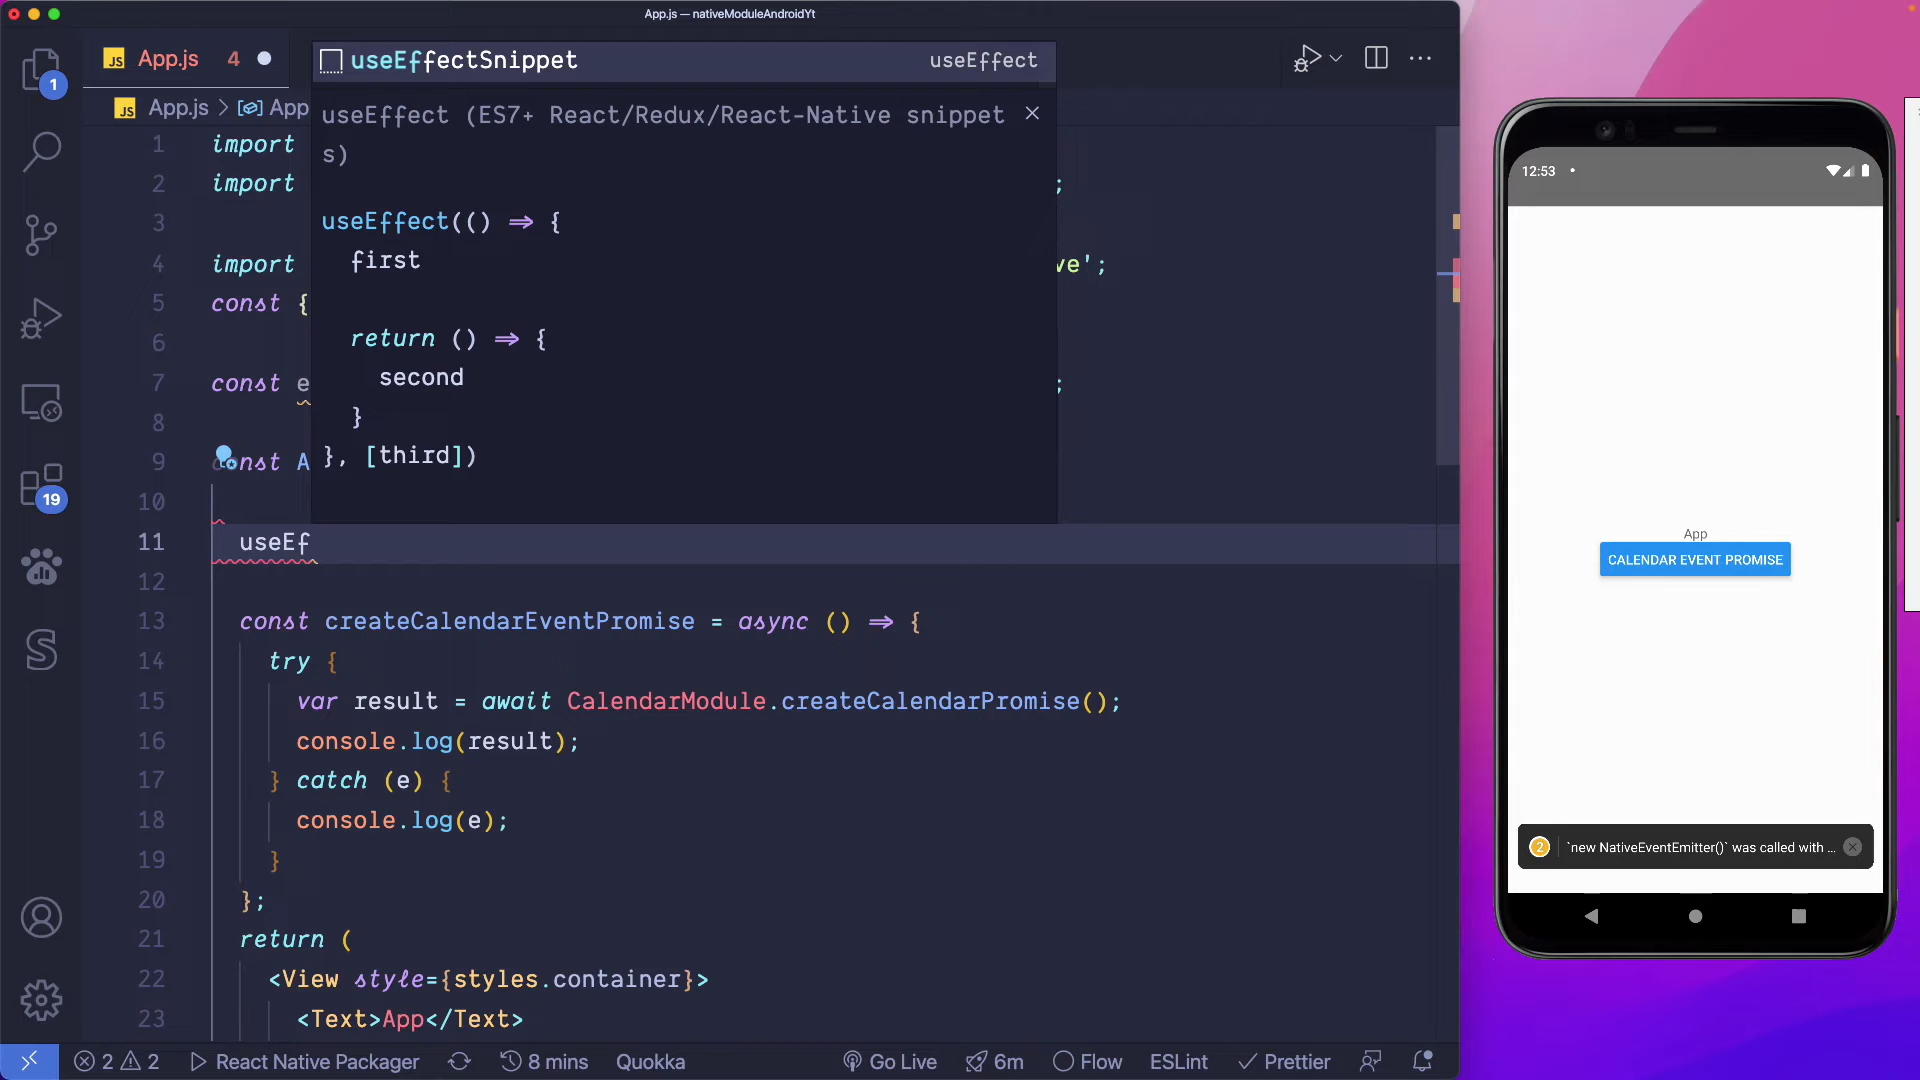 App.js — nativeModuleAndroidYt
JS App.js 4
useEffectSnippet useEffect
JS App.js > App
useEffect (ES7+ React/Redux/React-Native snippet
s)
useEffect(() => {
first
return () => {
second
}
}, [third])
1 import
2 import ;
3
4 import ve';
5 const {
6
7 const e ;
8
9 const A
10
11 useEf
12
13 const createCalendarEventPromise = async () => {
14 try {
15 var result = await CalendarModule.createCalendarPromise();
16 console.log(result);
17 } catch (e) {
18 console.log(e);
19 }
20 };
21 return (
22 <View style={styles.container}>
23 <Text>App</Text>
1
19
2 2 React Native Packager 8 mins Quokka Go Live 6m Flow ESLint Prettier
12:53
App
CALENDAR EVENT PROMISE
2 `new NativeEventEmitter()` was called with ...